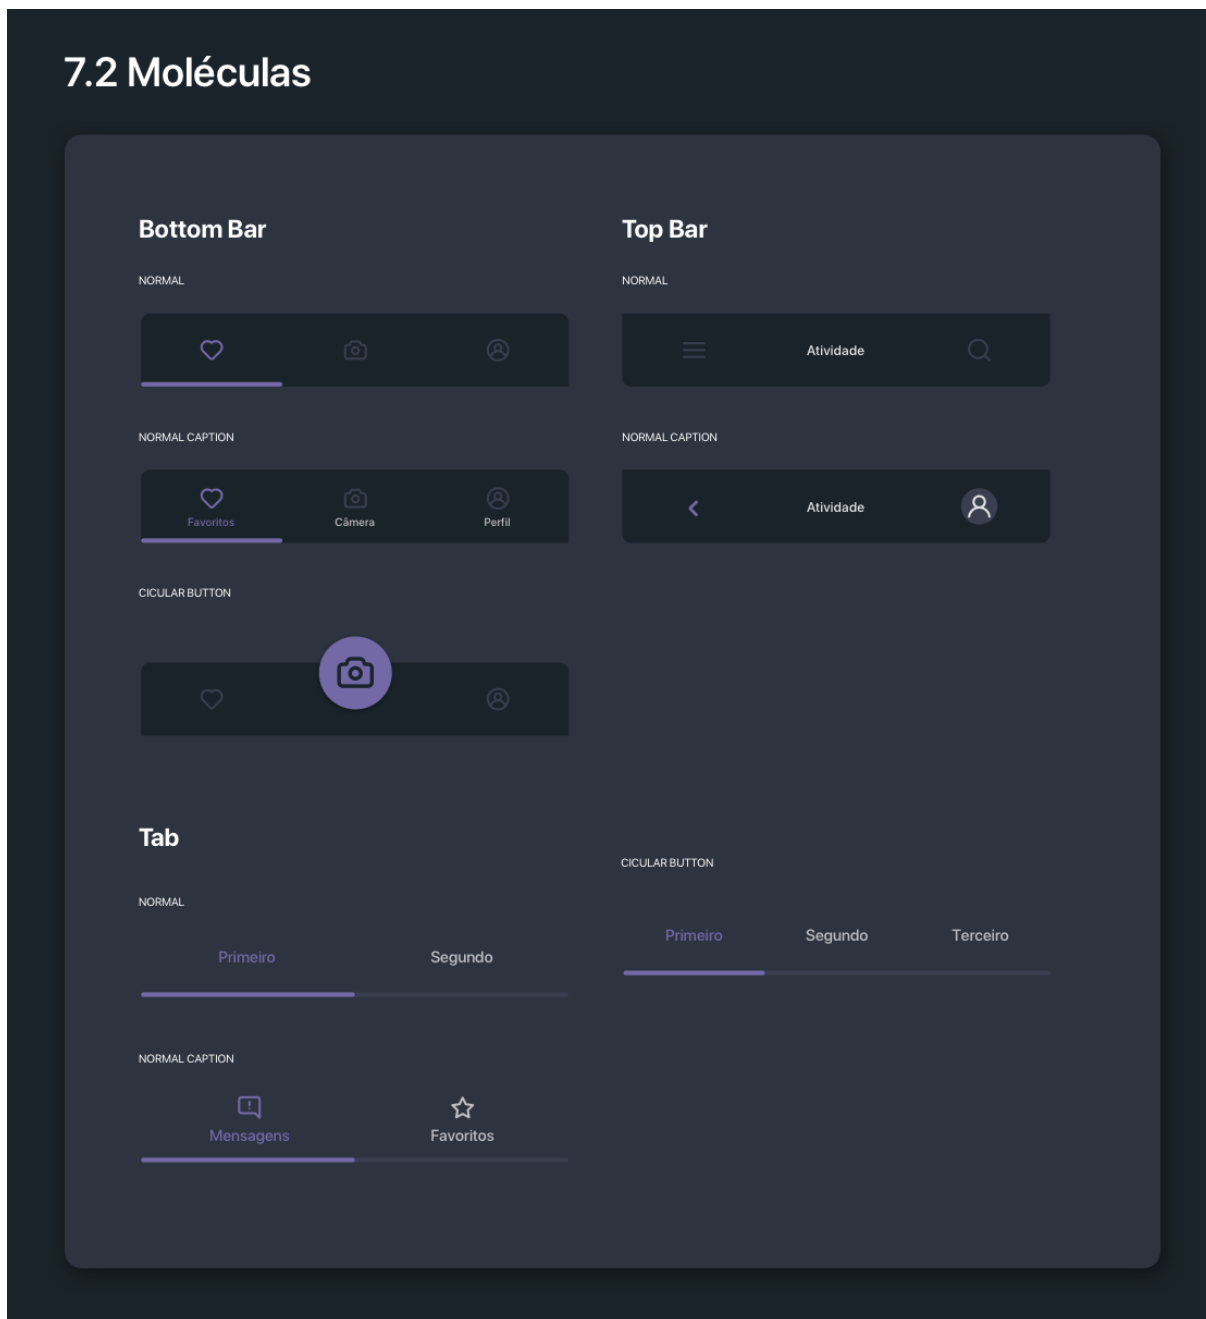 7.2 Moléculas
Bottom Bar
NORMAL
NORMAL CAPTION
Favoritos
Câmera
Perfil
CICULAR BUTTON
Top Bar
NORMAL
Atividade
NORMAL CAPTION
Atividade
Tab
NORMAL
Primeiro
Segundo
NORMAL CAPTION
Mensagens
Favoritos
CICULAR BUTTON
Primeiro
Segundo
Terceiro